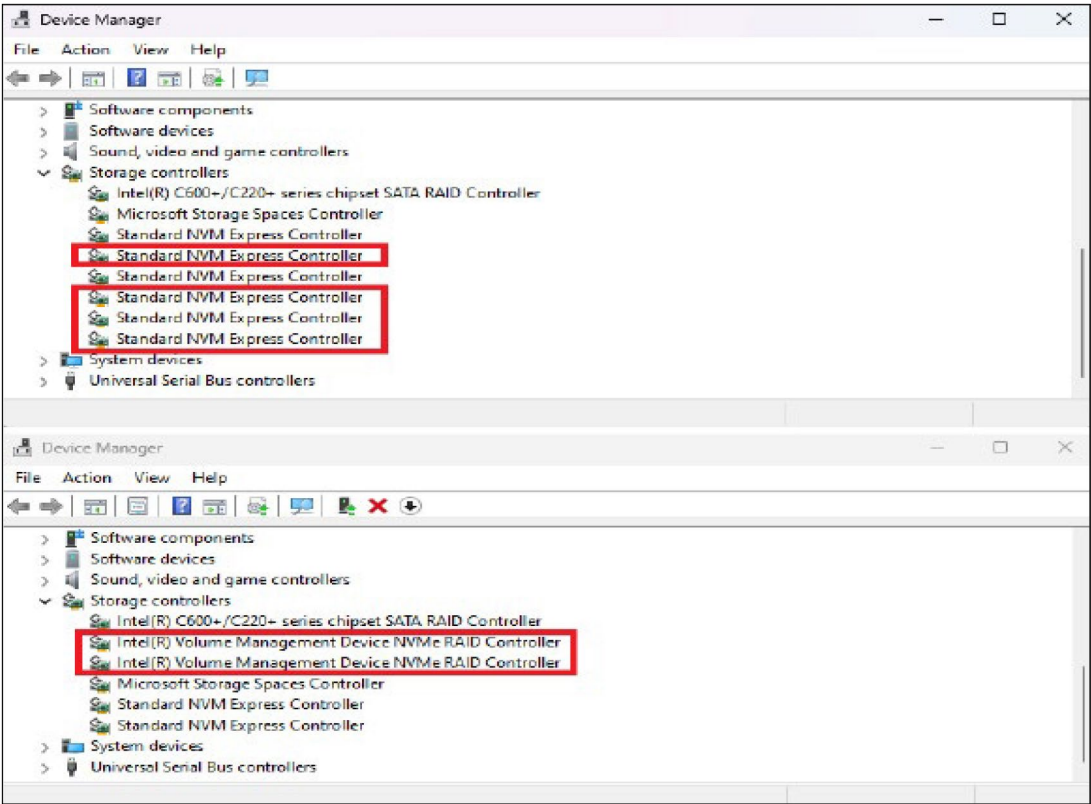 Device Manager
File Action View Help
Software components
Software devices
Sound, video and game controllers
Storage controllers
Intel(R) C600+/C220+ series chipset SATA RAID Controller
Microsoft Storage Spaces Controller
Standard NVM Express Controller
Standard NVM Express Controller
Standard NVM Express Controller
Standard NVM Express Controller
Standard NVM Express Controller
Standard NVM Express Controller
System devices
Universal Serial Bus controllers
Device Manager
File Action View Help
Software components
Software devices
Sound, video and game controllers
Storage controllers
Intel(R) C600+/C220+ series chipset SATA RAID Controller
Intel(R) Volume Management Device NVMe RAID Controller
Intel(R) Volume Management Device NVMe RAID Controller
Microsoft Storage Spaces Controller
Standard NVM Express Controller
Standard NVM Express Controller
System devices
Universal Serial Bus controllers